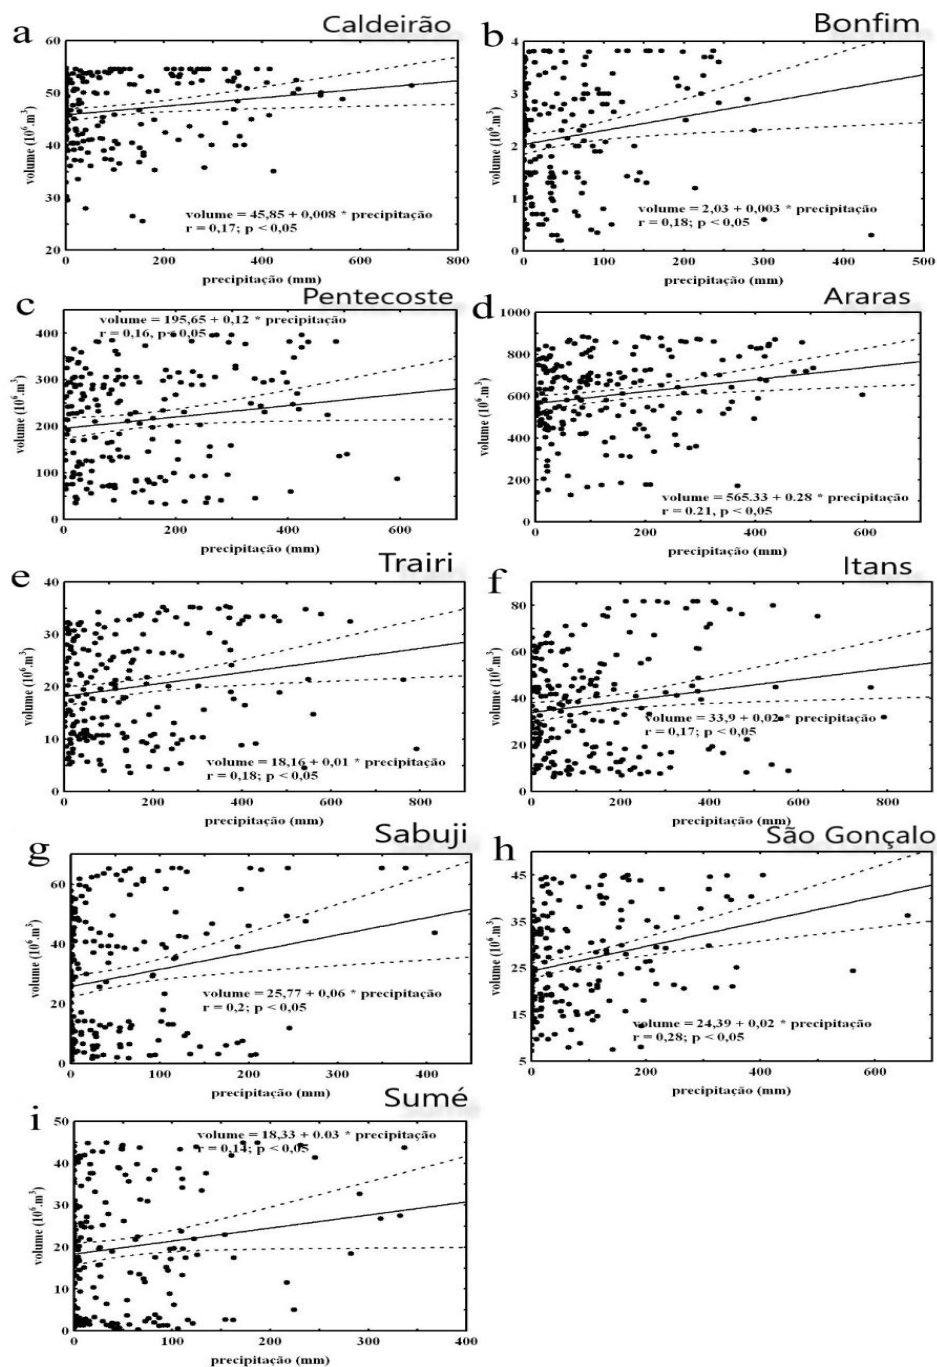 a Caldeirão
60
50
40
30
20
volume (10⁶.m³)
volume = 45,85 + 0,008 * precipitação
r = 0,17; p < 0,05
0 200 400 600 800
precipitação (mm)
b Bonfim
4
3
2
1
0
volume (10⁶.m³)
volume = 2,03 + 0,003 * precipitação
r = 0,18; p < 0,05
0 100 200 300 400 500
precipitação (mm)
c Pentecoste
volume = 195,65 + 0,12 * precipitação
r = 0,16, p < 0,05
400
300
200
100
0
volume (10⁶.m³)
0 200 400 600
precipitação (mm)
d Araras
1000
800
600
400
200
0
volume (10⁶.m³)
volume = 565.33 + 0.28 * precipitação
r = 0.21, p < 0,05
0 200 400 600
precipitação (mm)
e Trairi
40
30
20
10
0
volume (10⁶.m³)
volume = 18,16 + 0,01 * precipitação
r = 0,18; p < 0,05
0 200 400 600 800
precipitação (mm)
f Itans
80
60
40
20
0
volume (10⁶.m³)
volume = 33,9 + 0,02 * precipitação
r = 0,17; p < 0,05
0 200 400 600 800
precipitação (mm)
g Sabuji
60
40
20
0
volume (10⁶.m³)
volume = 25,77 + 0,06 * precipitação
r = 0,2; p < 0,05
0 100 200 300 400
precipitação (mm)
h São Gonçalo
45
35
25
15
5
volume (10⁶.m³)
volume = 24,39 + 0,02 * precipitação
r = 0,28; p < 0,05
0 200 400 600
precipitação (mm)
i Sumé
volume = 18,33 + 0.03 * precipitação
r = 0,14; p < 0,05
50
40
30
20
10
0
volume (10⁶.m³)
0 100 200 300 400
precipitação (mm)